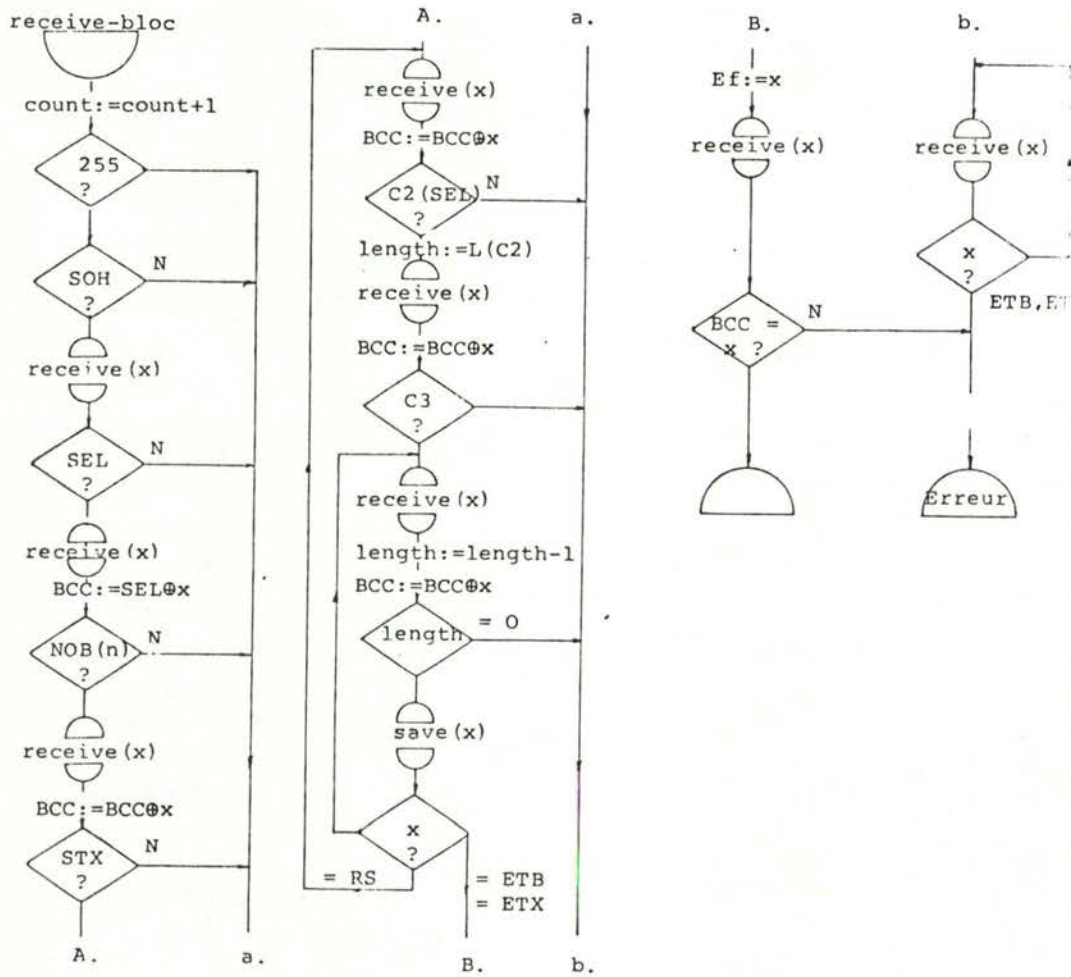 receive-bloc
count:=count+1
255
?
SOH
?
N
receive(x)
SEL
?
N
receive(x)
BCC:=SEL⊕x
NOB(n)
?
N
receive(x)
BCC:=BCC⊕x
STX
?
N
A.
a.
A.
a.
receive(x)
BCC:=BCC⊕x
C2(SEL)
?
N
length:=L(C2)
receive(x)
BCC:=BCC⊕x
C3
?
receive(x)
length:=length-1
BCC:=BCC⊕x
length
= O
save(x)
x
?
= RS
= ETB
= ETX
B.
b.
B.
Ef:=x
receive(x)
BCC =
x ?
N
b.
receive(x)
x
?
ETB,ET
Erreur